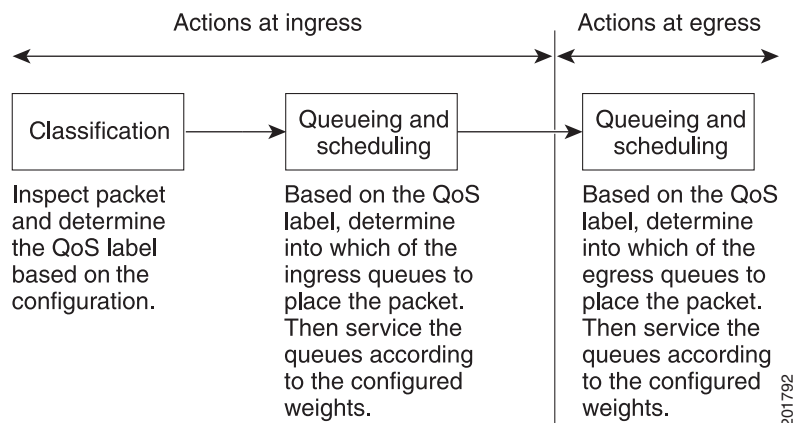 Actions at ingress
Actions at egress
Classification
Queueing and
scheduling
Queueing and
scheduling
Inspect packet
and determine
the QoS label
based on the
configuration.
Based on the QoS
label, determine
into which of the
ingress queues to
place the packet.
Then service the
queues according
to the configured
weights.
Based on the QoS
label, determine
into which of the
egress queues to
place the packet.
Then service the
queues according
to the configured
weights.
201792